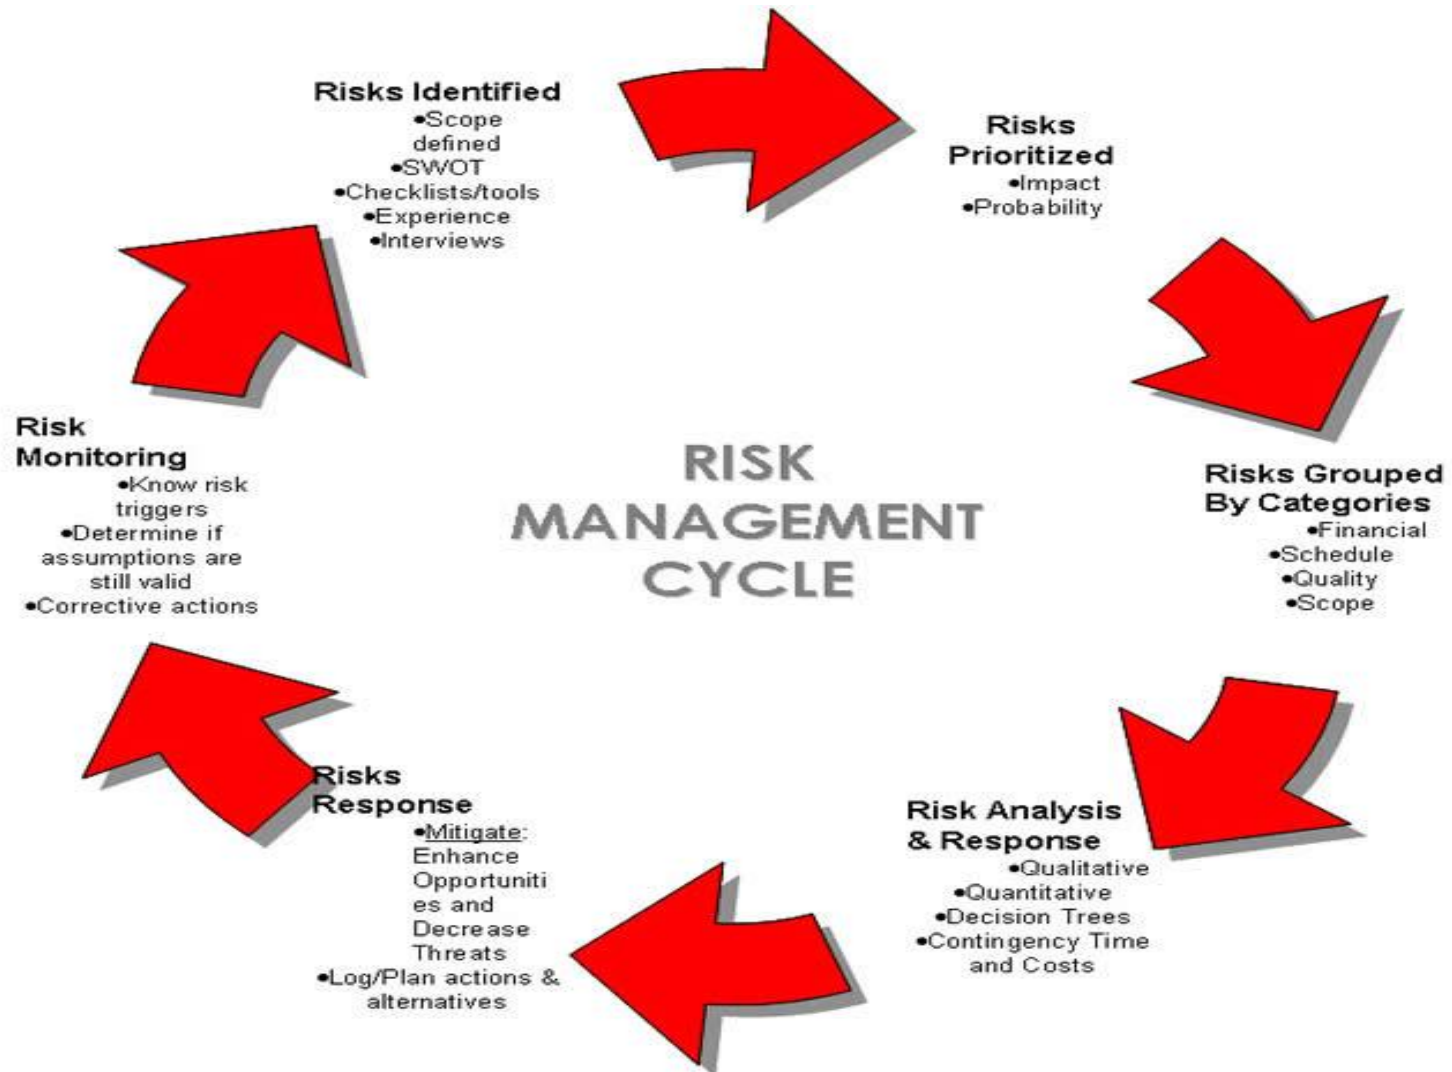 Risks Identified
•Scope
defined
•SWOT
•Checklists/tools
•Experience
•Interviews
Risks
Prioritized
•Impact
•Probability
Risks Grouped
By Categories
•Financial
•Schedule
•Quality
•Scope
Risk Analysis
& Response
•Qualitative
•Quantitative
•Decision Trees
•Contingency Time
and Costs
Risks
Response
•Mitigate:
Enhance
Opportuniti
es and
Decrease
Threats
•Log/Plan actions &
alternatives
Risk
Monitoring
•Know risk
triggers
•Determine if
assumptions are
still valid
•Corrective actions
RISK
MANAGEMENT
CYCLE